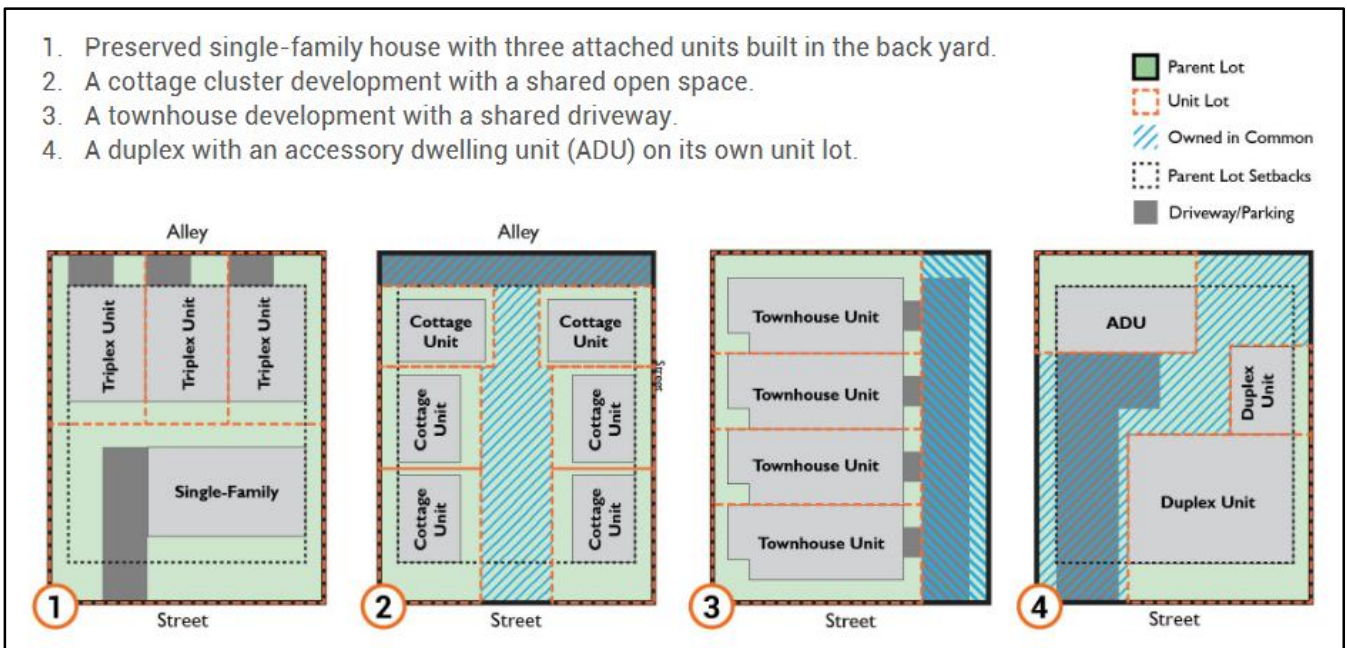 1. Preserved single-family house with three attached units built in the back yard.
2. A cottage cluster development with a shared open space.
3. A townhouse development with a shared driveway.
4. A duplex with an accessory dwelling unit (ADU) on its own unit lot.
Parent Lot
Unit Lot
Owned in Common
Parent Lot Setbacks
Driveway/Parking
Alley
Triplex Unit
Triplex Unit
Triplex Unit
Single-Family
1
Street
Alley
Cottage Unit
Cottage Unit
Cottage Unit
Cottage Unit
Cottage Unit
Cottage Unit
Street
2
Street
Townhouse Unit
Townhouse Unit
Townhouse Unit
Townhouse Unit
3
Street
ADU
Duplex Unit
Duplex Unit
4
Street